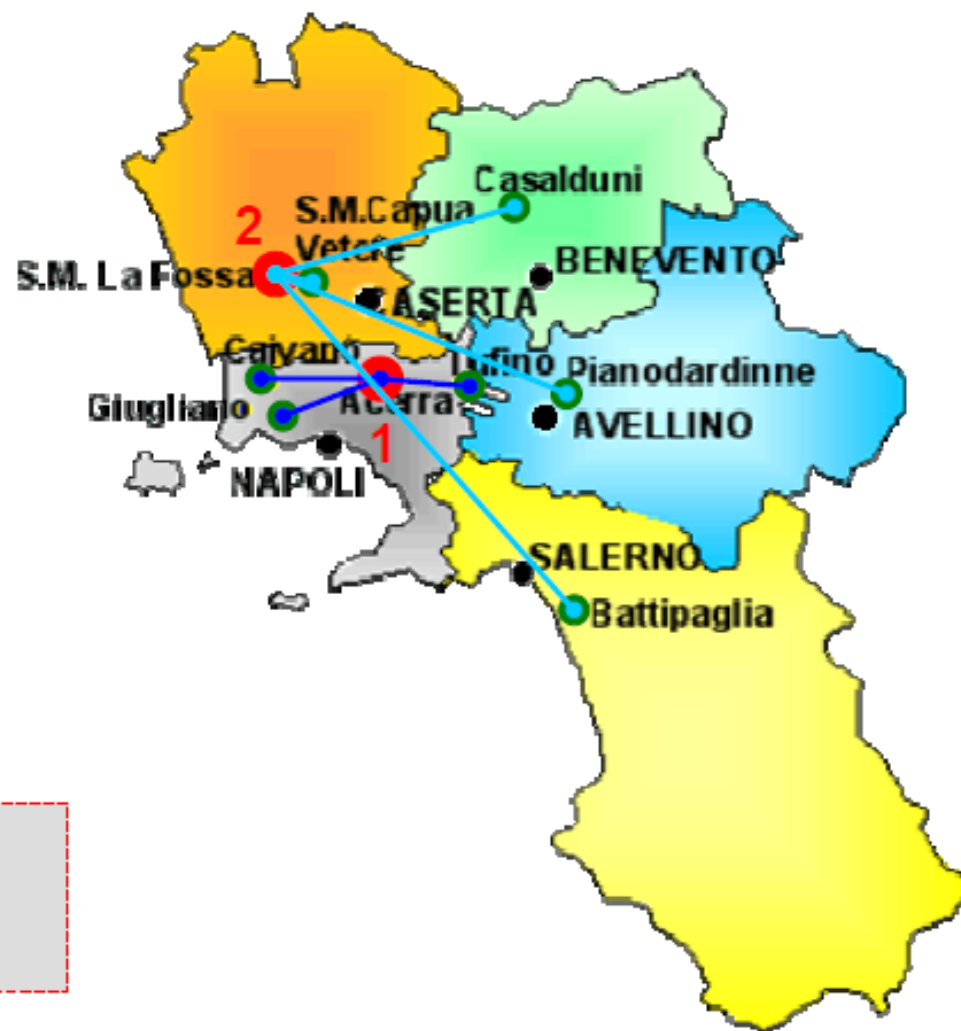 Casalduni
S.M.Capua
Vetere
2
BENEVENTO
S.M. La Fossa
CASERTA
Caivano
Tufino
Pianodardinne
Giugliano
Acerra
AVELLINO
1
NAPOLI
SALERNO
Battipaglia